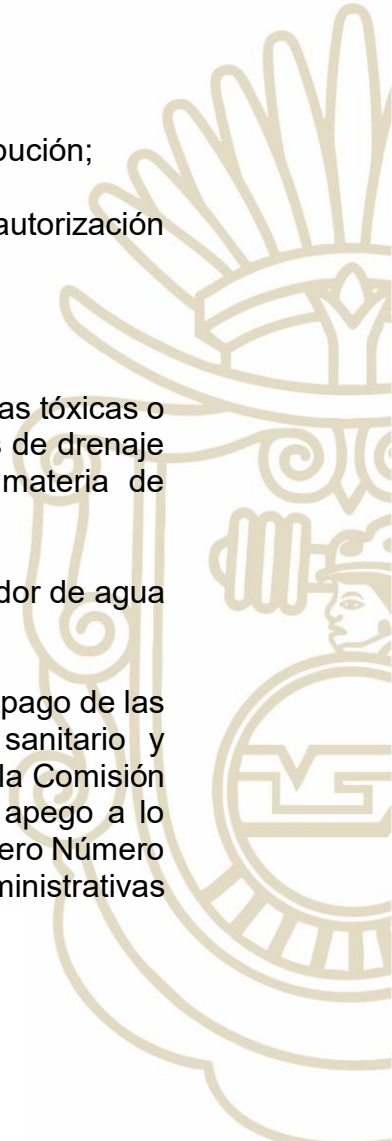 bución;
autorización
as tóxicas o
s de drenaje
materia de
dor de agua
pago de las
sanitario y
la Comisión
apego a lo
ero Número
ministrativas